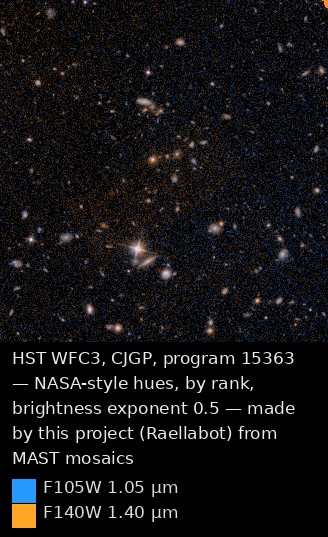 HST WFC3, CJGP, program 15363
— NASA-style hues, by rank,
brightness exponent 0.5 — made
by this project (Raellabot) from
MAST mosaics
F105W 1.05 µm
F140W 1.40 µm